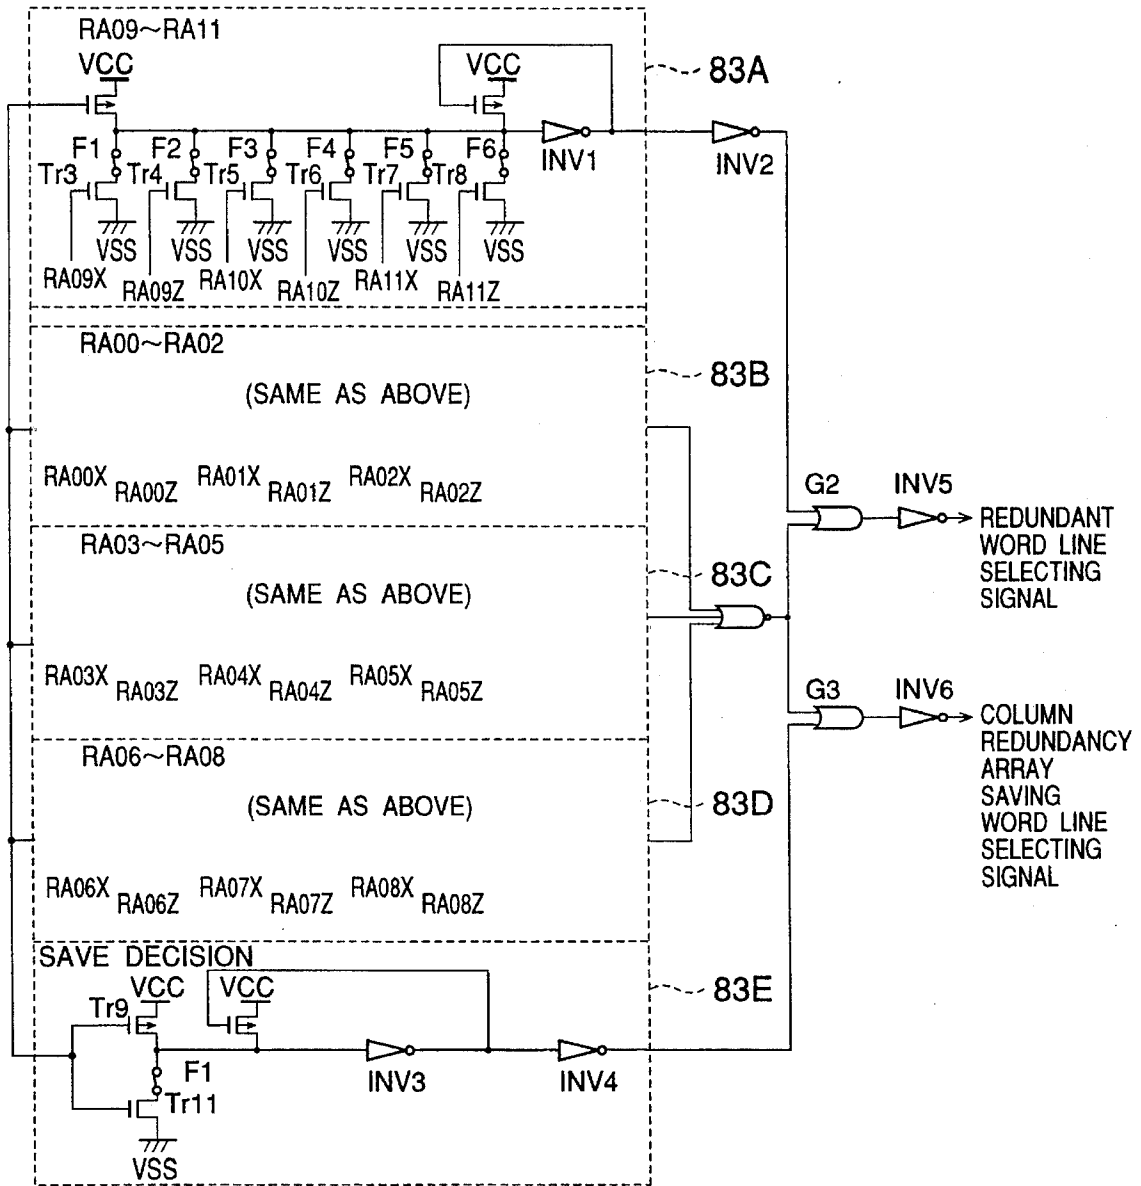 RA09~RA11
VCC
VCC
83A
F1
F2
F3
F4
F5
F6
INV1
INV2
Tr3
Tr4
Tr5
Tr6
Tr7
Tr8
VSS
VSS
VSS
VSS
VSS
VSS
RA09X
RA09Z
RA10X
RA10Z
RA11X
RA11Z
RA00~RA02
83B
(SAME AS ABOVE)
RA00X
RA00Z
RA01X
RA01Z
RA02X
RA02Z
G2
INV5
REDUNDANT
WORD LINE
SELECTING
SIGNAL
RA03~RA05
83C
(SAME AS ABOVE)
RA03X
RA03Z
RA04X
RA04Z
RA05X
RA05Z
G3
INV6
COLUMN
REDUNDANCY
ARRAY
SAVING
WORD LINE
SELECTING
SIGNAL
RA06~RA08
83D
(SAME AS ABOVE)
RA06X
RA06Z
RA07X
RA07Z
RA08X
RA08Z
SAVE DECISION
83E
VCC
VCC
Tr9
F1
INV3
INV4
Tr11
VSS